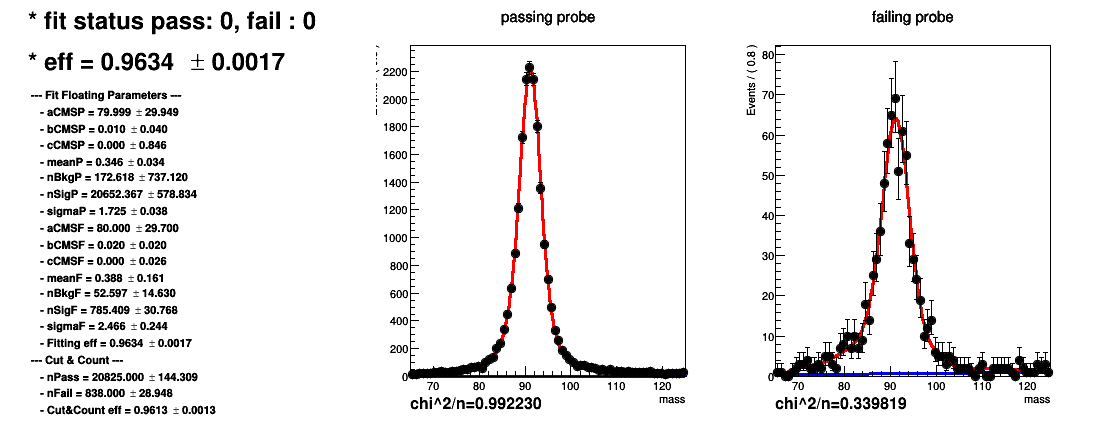 * fit status pass: 0, fail : 0
* eff = 0.9634 ± 0.0017
--- Fit Floating Parameters ---
- aCMSP = 79.999 ± 29.949
- bCMSP = 0.010 ± 0.040
- cCMSP = 0.000 ± 0.846
- meanP = 0.346 ± 0.034
- nBkgP = 172.618 ± 737.120
- nSigP = 20652.367 ± 578.834
- sigmaP = 1.725 ± 0.038
- aCMSF = 80.000 ± 29.700
- bCMSF = 0.020 ± 0.020
- cCMSF = 0.000 ± 0.026
- meanF = 0.388 ± 0.161
- nBkgF = 52.597 ± 14.630
- nSigF = 785.409 ± 30.768
- sigmaF = 2.466 ± 0.244
- Fitting eff = 0.9634 ± 0.0017
--- Cut & Count ---
- nPass = 20825.000 ± 144.309
- nFail = 838.000 ± 28.948
- Cut&Count eff = 0.9613 ± 0.0013
passing probe
2200
2000
1800
1600
1400
1200
1000
800
600
400
200
0
70 80 90 100 110 120
mass
chi^2/n=0.992230
failing probe
Events / ( 0.8 )
80
70
60
50
40
30
20
10
0
70 80 90 100 110 120
mass
chi^2/n=0.339819